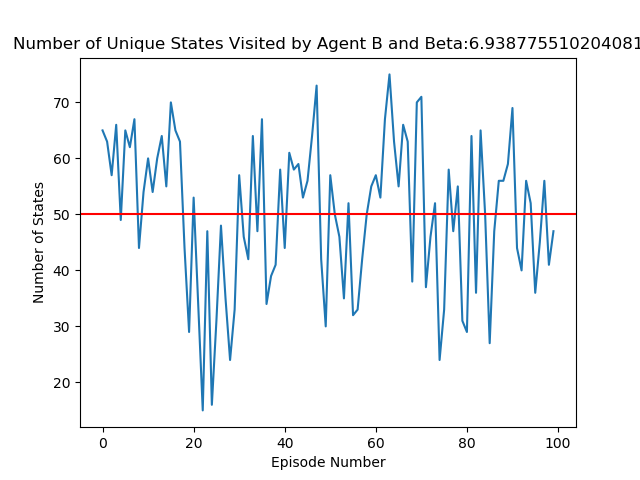 Number of Unique States Visited by Agent B and Beta:6.938775510204081
70
60
50
40
30
20
Number of States
0 20 40 60 80 100
Episode Number